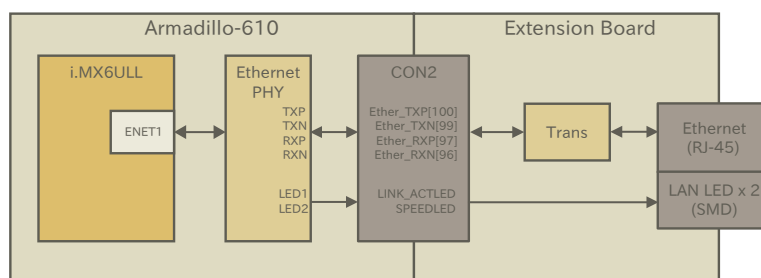 Armadillo-610
Extension Board
i.MX6ULL
ENET1
Ethernet
PHY
TXP
TXN
RXP
RXN
LED1
LED2
CON2
Ether_TXP[100]
Ether_TXN[99]
Ether_RXP[97]
Ether_RXN[96]
LINK_ACTLED
SPEEDLED
Trans
Ethernet
(RJ-45)
LAN LED x 2
(SMD)